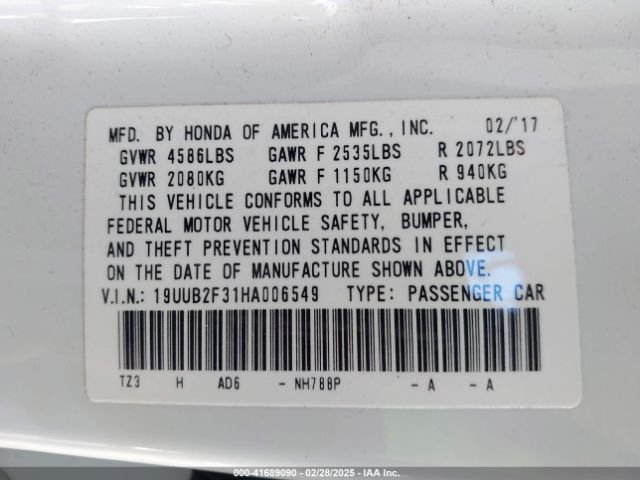 MFD. BY HONDA OF AMERICA MFG., INC. 02/'17
GVWR 4586LBS GAWR F 2535LBS R 2072LBS
GVWR 2080KG GAWR F 1150KG R 940KG
THIS VEHICLE CONFORMS TO ALL APPLICABLE
FEDERAL MOTOR VEHICLE SAFETY, BUMPER,
AND THEFT PREVENTION STANDARDS IN EFFECT
ON THE DATE OF MANUFACTURE SHOWN ABOVE.
V.I.N.: 19UUB2F31HA006549 TYPE: PASSENGER CAR
TZ3 H AD6 - NH788P - A - A
000-41689090 | 02/28/2025 - IAA Inc.